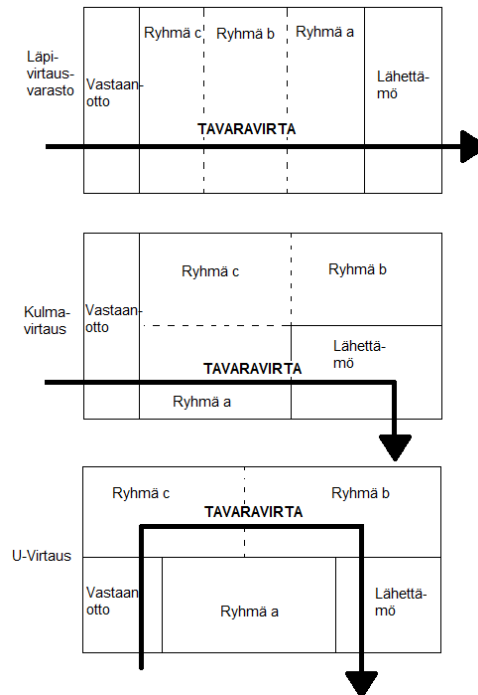 Läpi-
virtaus-
varasto
Vastaan-
otto
Ryhmä c
Ryhmä b
Ryhmä a
Lähettä-
mö
TAVARAVIRTA
Kulma-
virtaus
Vastaan-
otto
Ryhmä c
Ryhmä b
Lähettä-
mö
TAVARAVIRTA
Ryhmä a
U-Virtaus
Ryhmä c
Ryhmä b
TAVARAVIRTA
Vastaan-
otto
Ryhmä a
Lähettä-
mö